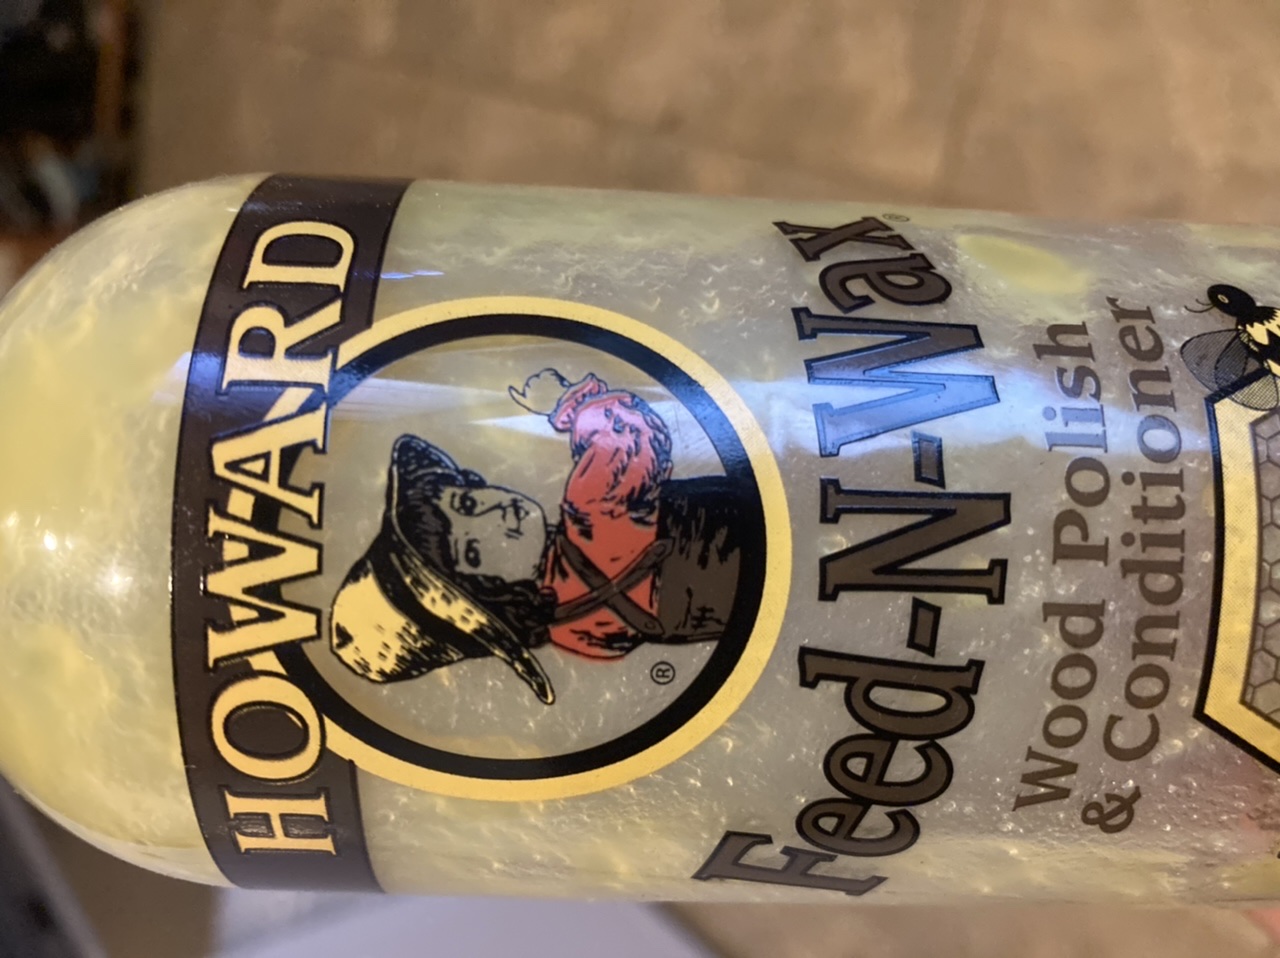 HOWARD
®
Feed-N-Wax®
Wood Polish
& Conditioner